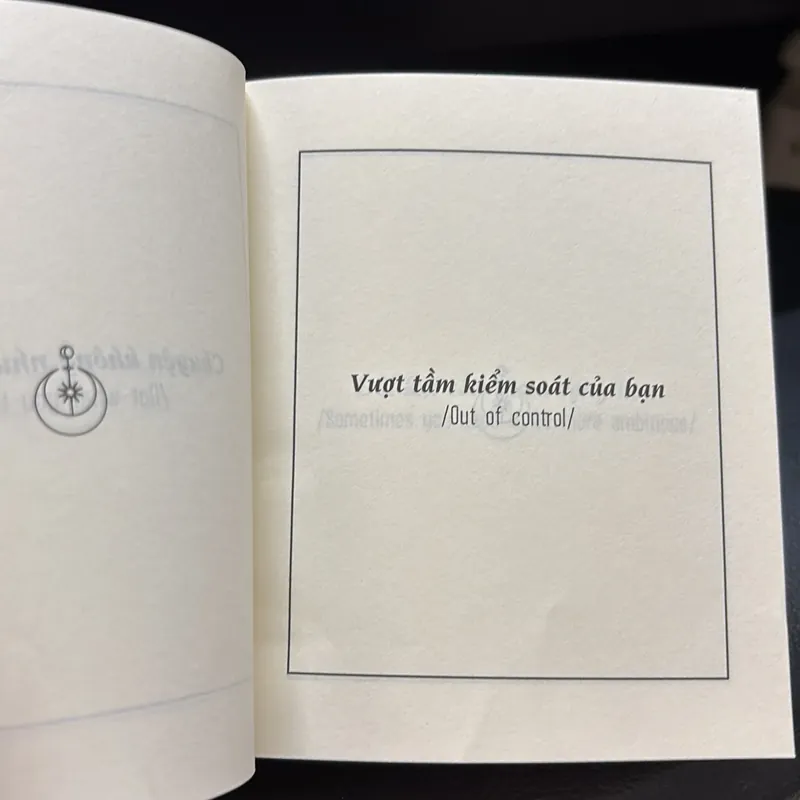 Vượt tầm kiểm soát của bạn
/Out of control/